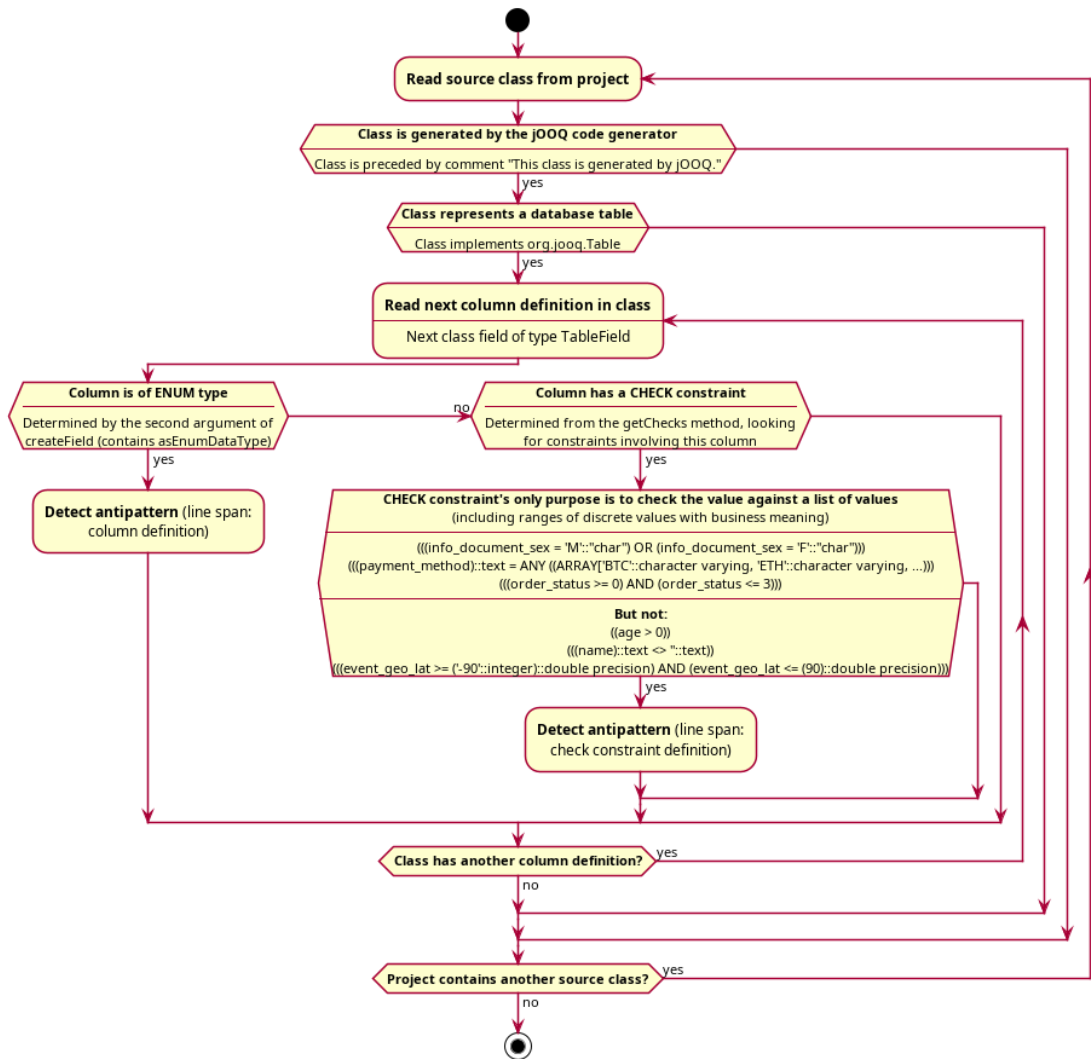 Read source class from project
Class is generated by the jOOQ code generator
Class is preceded by comment "This class is generated by jOOQ."
yes
Class represents a database table
Class implements org.jooq.Table
yes
Read next column definition in class
Next class field of type TableField
Column is of ENUM type
Determined by the second argument of
createField (contains asEnumDataType)
yes
no
Column has a CHECK constraint
Determined from the getChecks method, looking
for constraints involving this column
yes
Detect antipattern (line span:
column definition)
CHECK constraint's only purpose is to check the value against a list of values
(including ranges of discrete values with business meaning)
(((info_document_sex = 'M'::"char") OR (info_document_sex = 'F'::"char")))
(((payment_method)::text = ANY ((ARRAY['BTC'::character varying, 'ETH'::character varying, ...)))
(((order_status >= 0) AND (order_status <= 3)))
But not:
((age > 0))
(((name)::text <> ''::text))
(((event_geo_lat >= ('-90'::integer)::double precision) AND (event_geo_lat <= (90)::double precision)))
yes
Detect antipattern (line span:
check constraint definition)
Class has another column definition?
yes
no
Project contains another source class?
yes
no